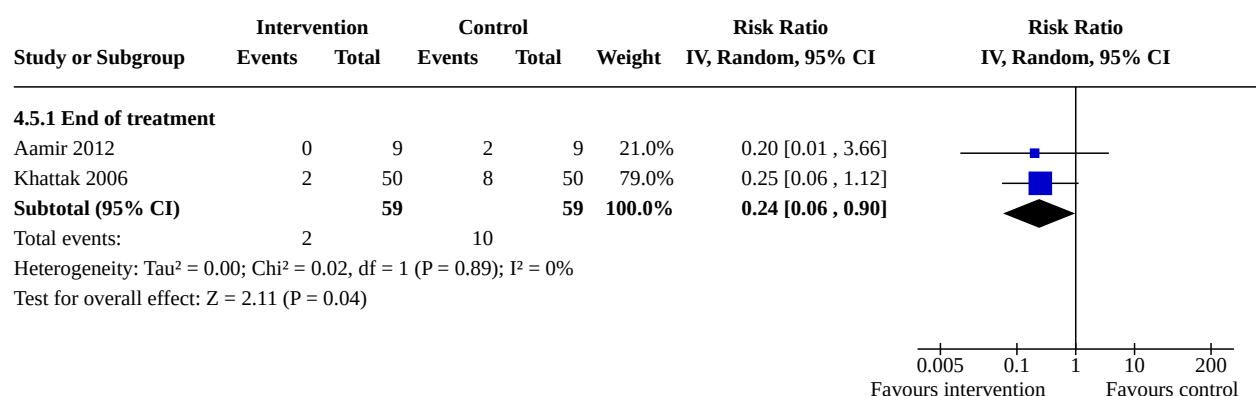 Intervention Control Risk Ratio Risk Ratio
Study or Subgroup Events Total Events Total Weight IV, Random, 95% CI IV, Random, 95% CI
4.5.1 End of treatment
Aamir 2012 0 9 2 9 21.0% 0.20 [0.01 , 3.66]
Khattak 2006 2 50 8 50 79.0% 0.25 [0.06 , 1.12]
Subtotal (95% CI) 59 59 100.0% 0.24 [0.06 , 0.90]
Total events: 2 10
Heterogeneity: Tau² = 0.00; Chi² = 0.02, df = 1 (P = 0.89); I² = 0%
Test for overall effect: Z = 2.11 (P = 0.04)
0.005 0.1 1 10 200
Favours intervention Favours control